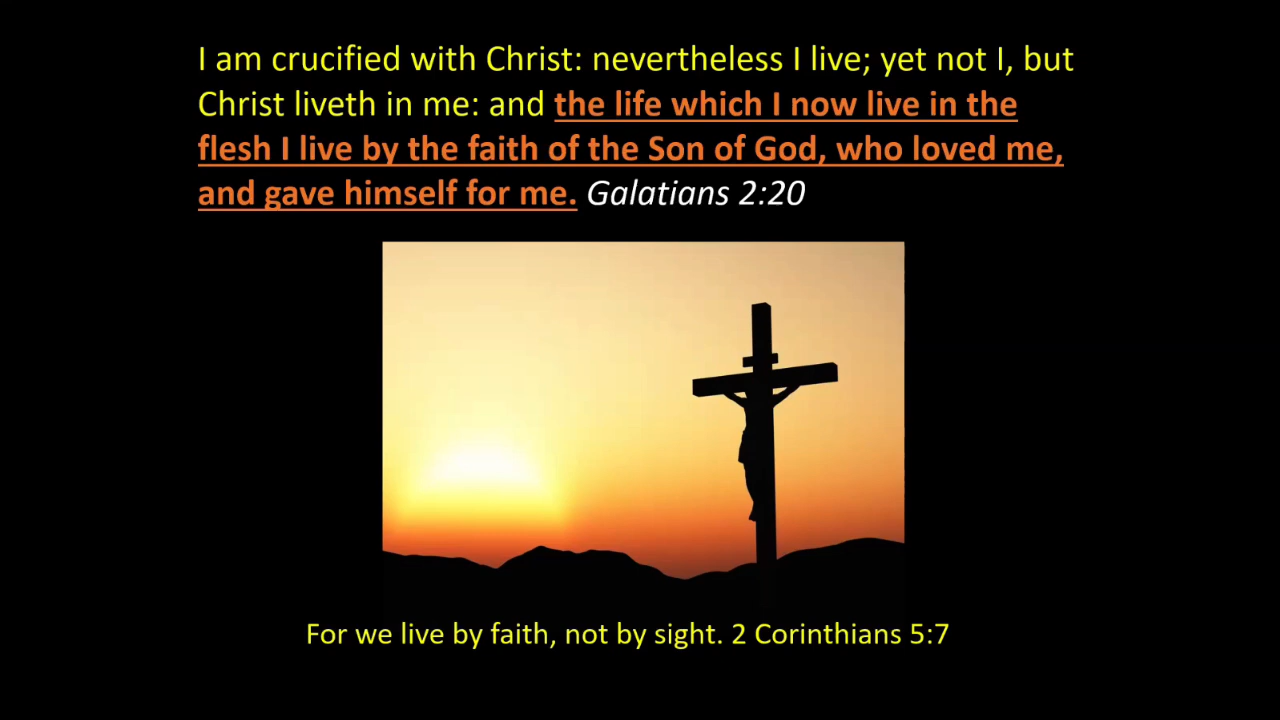 I am crucified with Christ: nevertheless I live; yet not I, but
Christ liveth in me: and the life which I now live in the
flesh I live by the faith of the Son of God, who loved me,
and gave himself for me. Galatians 2:20
For we live by faith, not by sight. 2 Corinthians 5:7